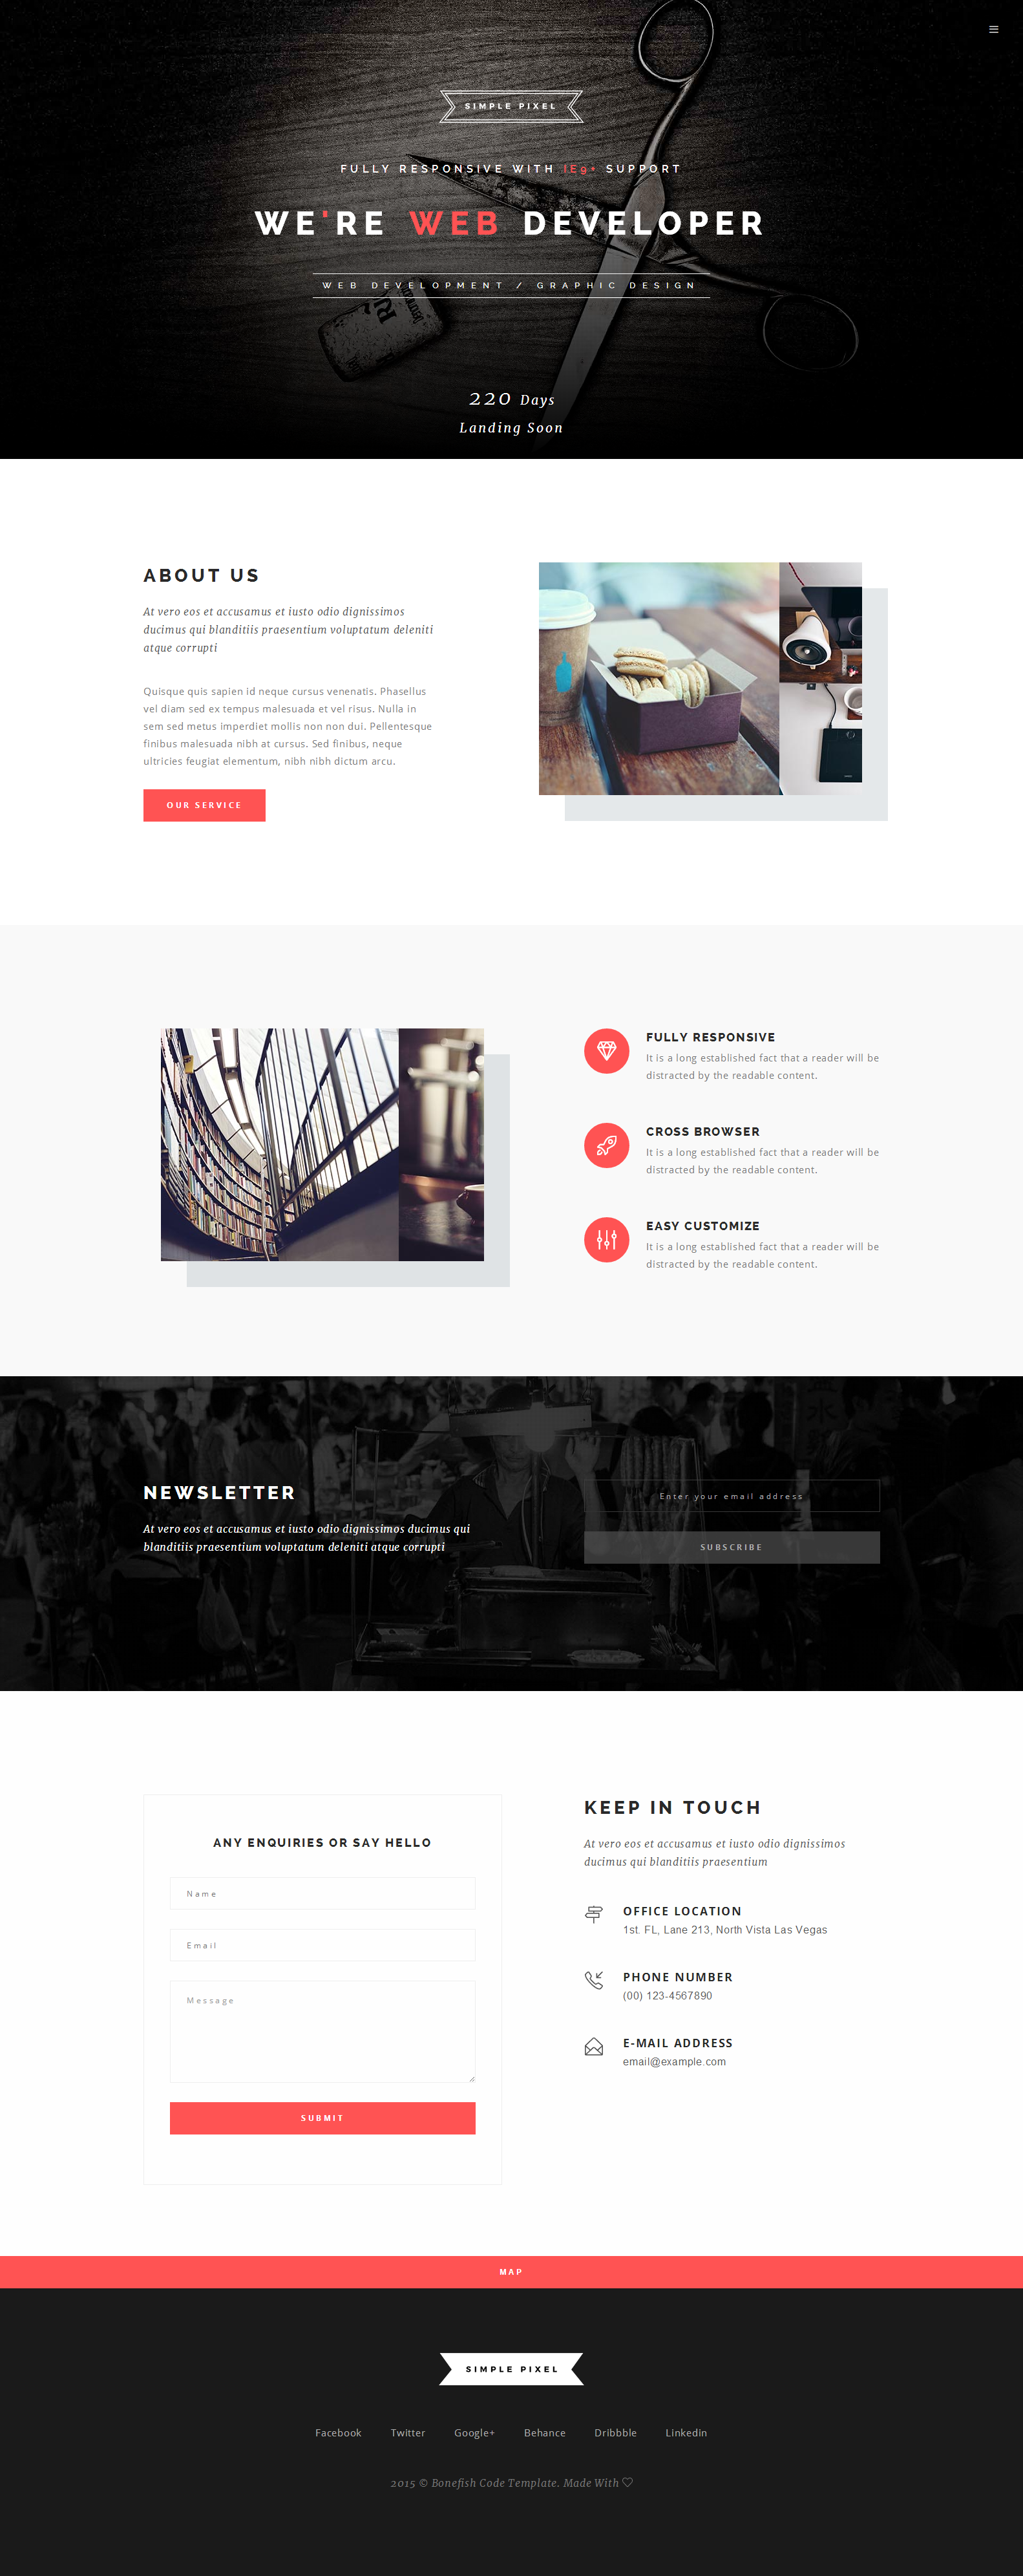 SIMPLE PIXEL
FULLY RESPONSIVE WITH IE9+ SUPPORT
WE'RE WEB DEVELOPER
WEB DEVELOPMENT / GRAPHIC DESIGN
220 Days
Landing Soon
ABOUT US
At vero eos et accusamus et iusto odio dignissimos
ducimus qui blanditiis praesentium voluptatum deleniti
atque corrupti
Quisque quis sapien id neque cursus venenatis. Phasellus
vel diam sed ex tempus malesuada et vel risus. Nulla in
sem sed metus imperdiet mollis non non dui. Pellentesque
finibus malesuada nibh at cursus. Sed finibus, neque
ultricies feugiat elementum, nibh nibh dictum arcu.
OUR SERVICE
FULLY RESPONSIVE
It is a long established fact that a reader will be
distracted by the readable content.
CROSS BROWSER
It is a long established fact that a reader will be
distracted by the readable content.
EASY CUSTOMIZE
It is a long established fact that a reader will be
distracted by the readable content.
NEWSLETTER
At vero eos et accusamus et iusto odio dignissimos ducimus qui
blanditiis praesentium voluptatum deleniti atque corrupti
Enter your email address
SUBSCRIBE
ANY ENQUIRIES OR SAY HELLO
Name
Email
Message
SUBMIT
KEEP IN TOUCH
At vero eos et accusamus et iusto odio dignissimos
ducimus qui blanditiis praesentium
OFFICE LOCATION
1st. FL, Lane 213, North Vista Las Vegas
PHONE NUMBER
(00) 123-4567890
E-MAIL ADDRESS
email@example.com
MAP
SIMPLE PIXEL
Facebook Twitter Google+ Behance Dribbble Linkedin
2015 © Bonefish Code Template. Made With ♡